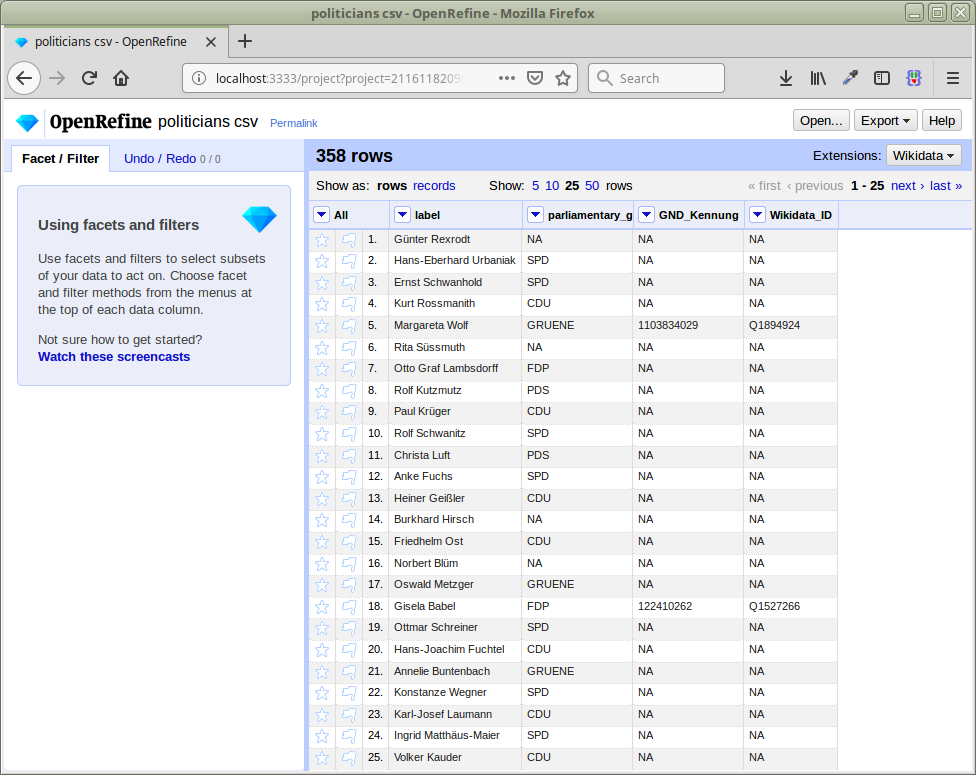 politicians csv - OpenRefine - Mozilla Firefox
politicians csv - OpenRefine
localhost:3333/project?project=211611820
Search
OpenRefine politicians csv Permalink
Open... Export Help
Facet / Filter Undo / Redo 0 / 0
358 rows
Extensions: Wikidata
Show as: rows records Show: 5 10 25 50 rows
« first ‹ previous 1 - 25 next › last »
Using facets and filters
Use facets and filters to select subsets
of your data to act on. Choose facet
and filter methods from the menus at
the top of each data column.
Not sure how to get started?
Watch these screencasts
All label parliamentary_g GND_Kennung Wikidata_ID
1. Günter Rexrodt NA NA NA
2. Hans-Eberhard Urbaniak SPD NA NA
3. Ernst Schwanhold SPD NA NA
4. Kurt Rossmanith CDU NA NA
5. Margareta Wolf GRUENE 1103834029 Q1894924
6. Rita Süssmuth NA NA NA
7. Otto Graf Lambsdorff FDP NA NA
8. Rolf Kutzmutz PDS NA NA
9. Paul Krüger CDU NA NA
10. Rolf Schwanitz SPD NA NA
11. Christa Luft PDS NA NA
12. Anke Fuchs SPD NA NA
13. Heiner Geißler CDU NA NA
14. Burkhard Hirsch NA NA NA
15. Friedhelm Ost CDU NA NA
16. Norbert Blüm NA NA NA
17. Oswald Metzger GRUENE NA NA
18. Gisela Babel FDP 122410262 Q1527266
19. Ottmar Schreiner SPD NA NA
20. Hans-Joachim Fuchtel CDU NA NA
21. Annelie Buntenbach GRUENE NA NA
22. Konstanze Wegner SPD NA NA
23. Karl-Josef Laumann CDU NA NA
24. Ingrid Matthäus-Maier SPD NA NA
25. Volker Kauder CDU NA NA